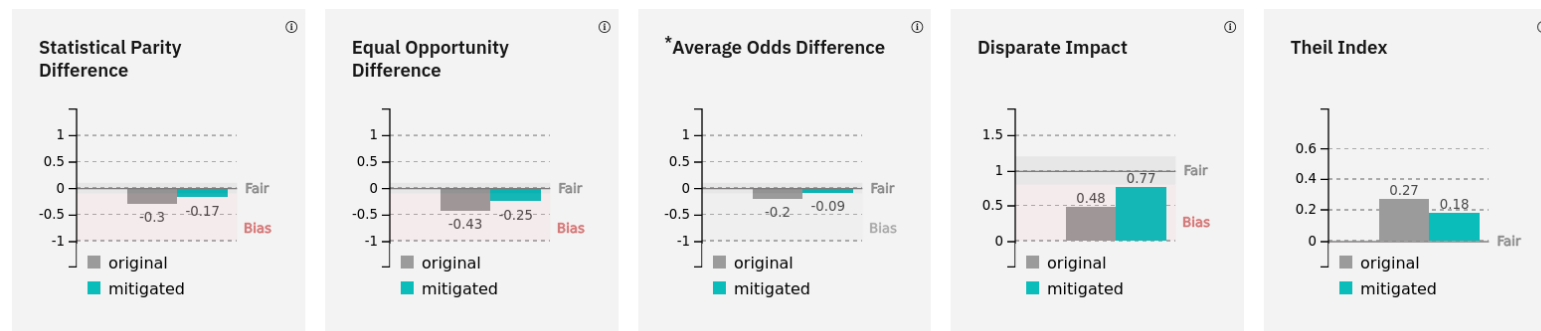 Statistical Parity
Difference
1
0.5
0
-0.5
-1
-0.3
-0.17
Fair
Bias
original
mitigated
Equal Opportunity
Difference
1
0.5
0
-0.5
-1
-0.43
-0.25
Fair
Bias
original
mitigated
*Average Odds Difference
1
0.5
0
-0.5
-1
-0.2
-0.09
Fair
Bias
original
mitigated
Disparate Impact
1.5
1
0.5
0
0.48
0.77
Fair
Bias
original
mitigated
Theil Index
0.6
0.4
0.2
0
0.27
0.18
Fair
original
mitigated